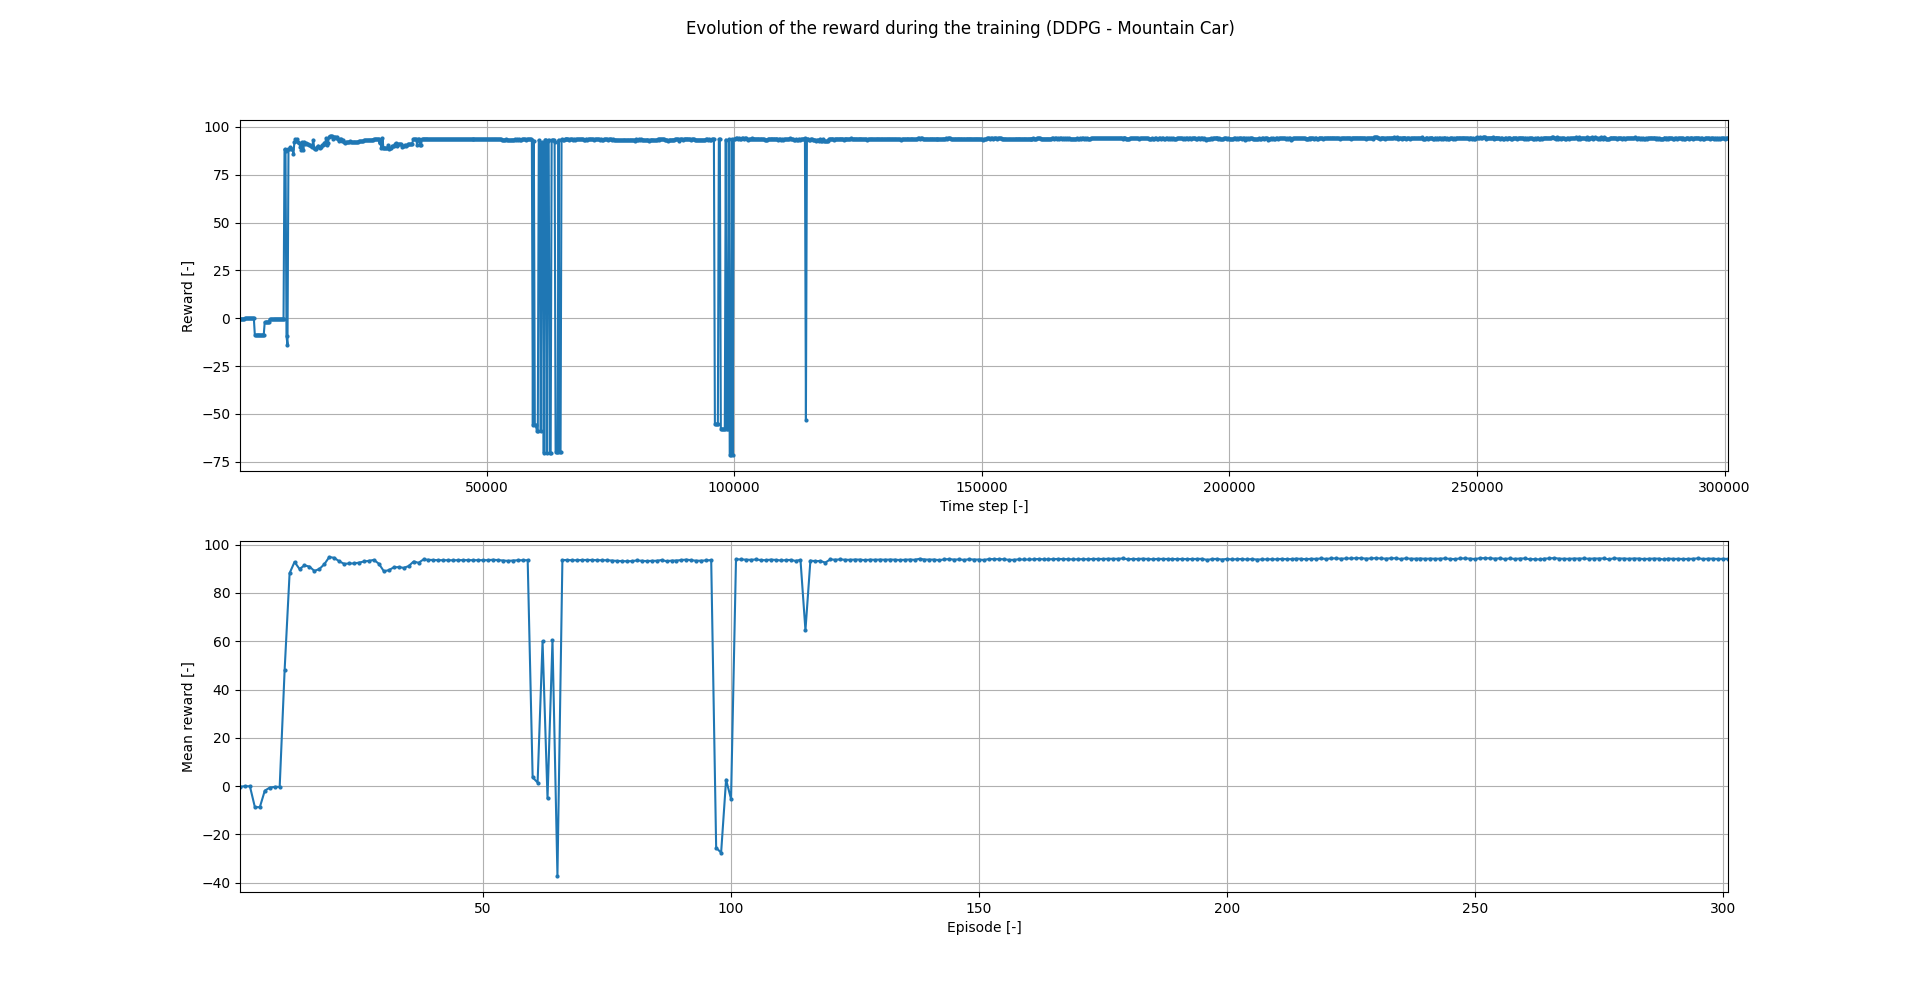 Evolution of the reward during the training (DDPG - Mountain Car)
100
75
50
25
0
−25
−50
−75
Reward [-]
50000 100000 150000 200000 250000 300000
Time step [-]
100
80
60
40
20
0
−20
−40
Mean reward [-]
50 100 150 200 250 300
Episode [-]